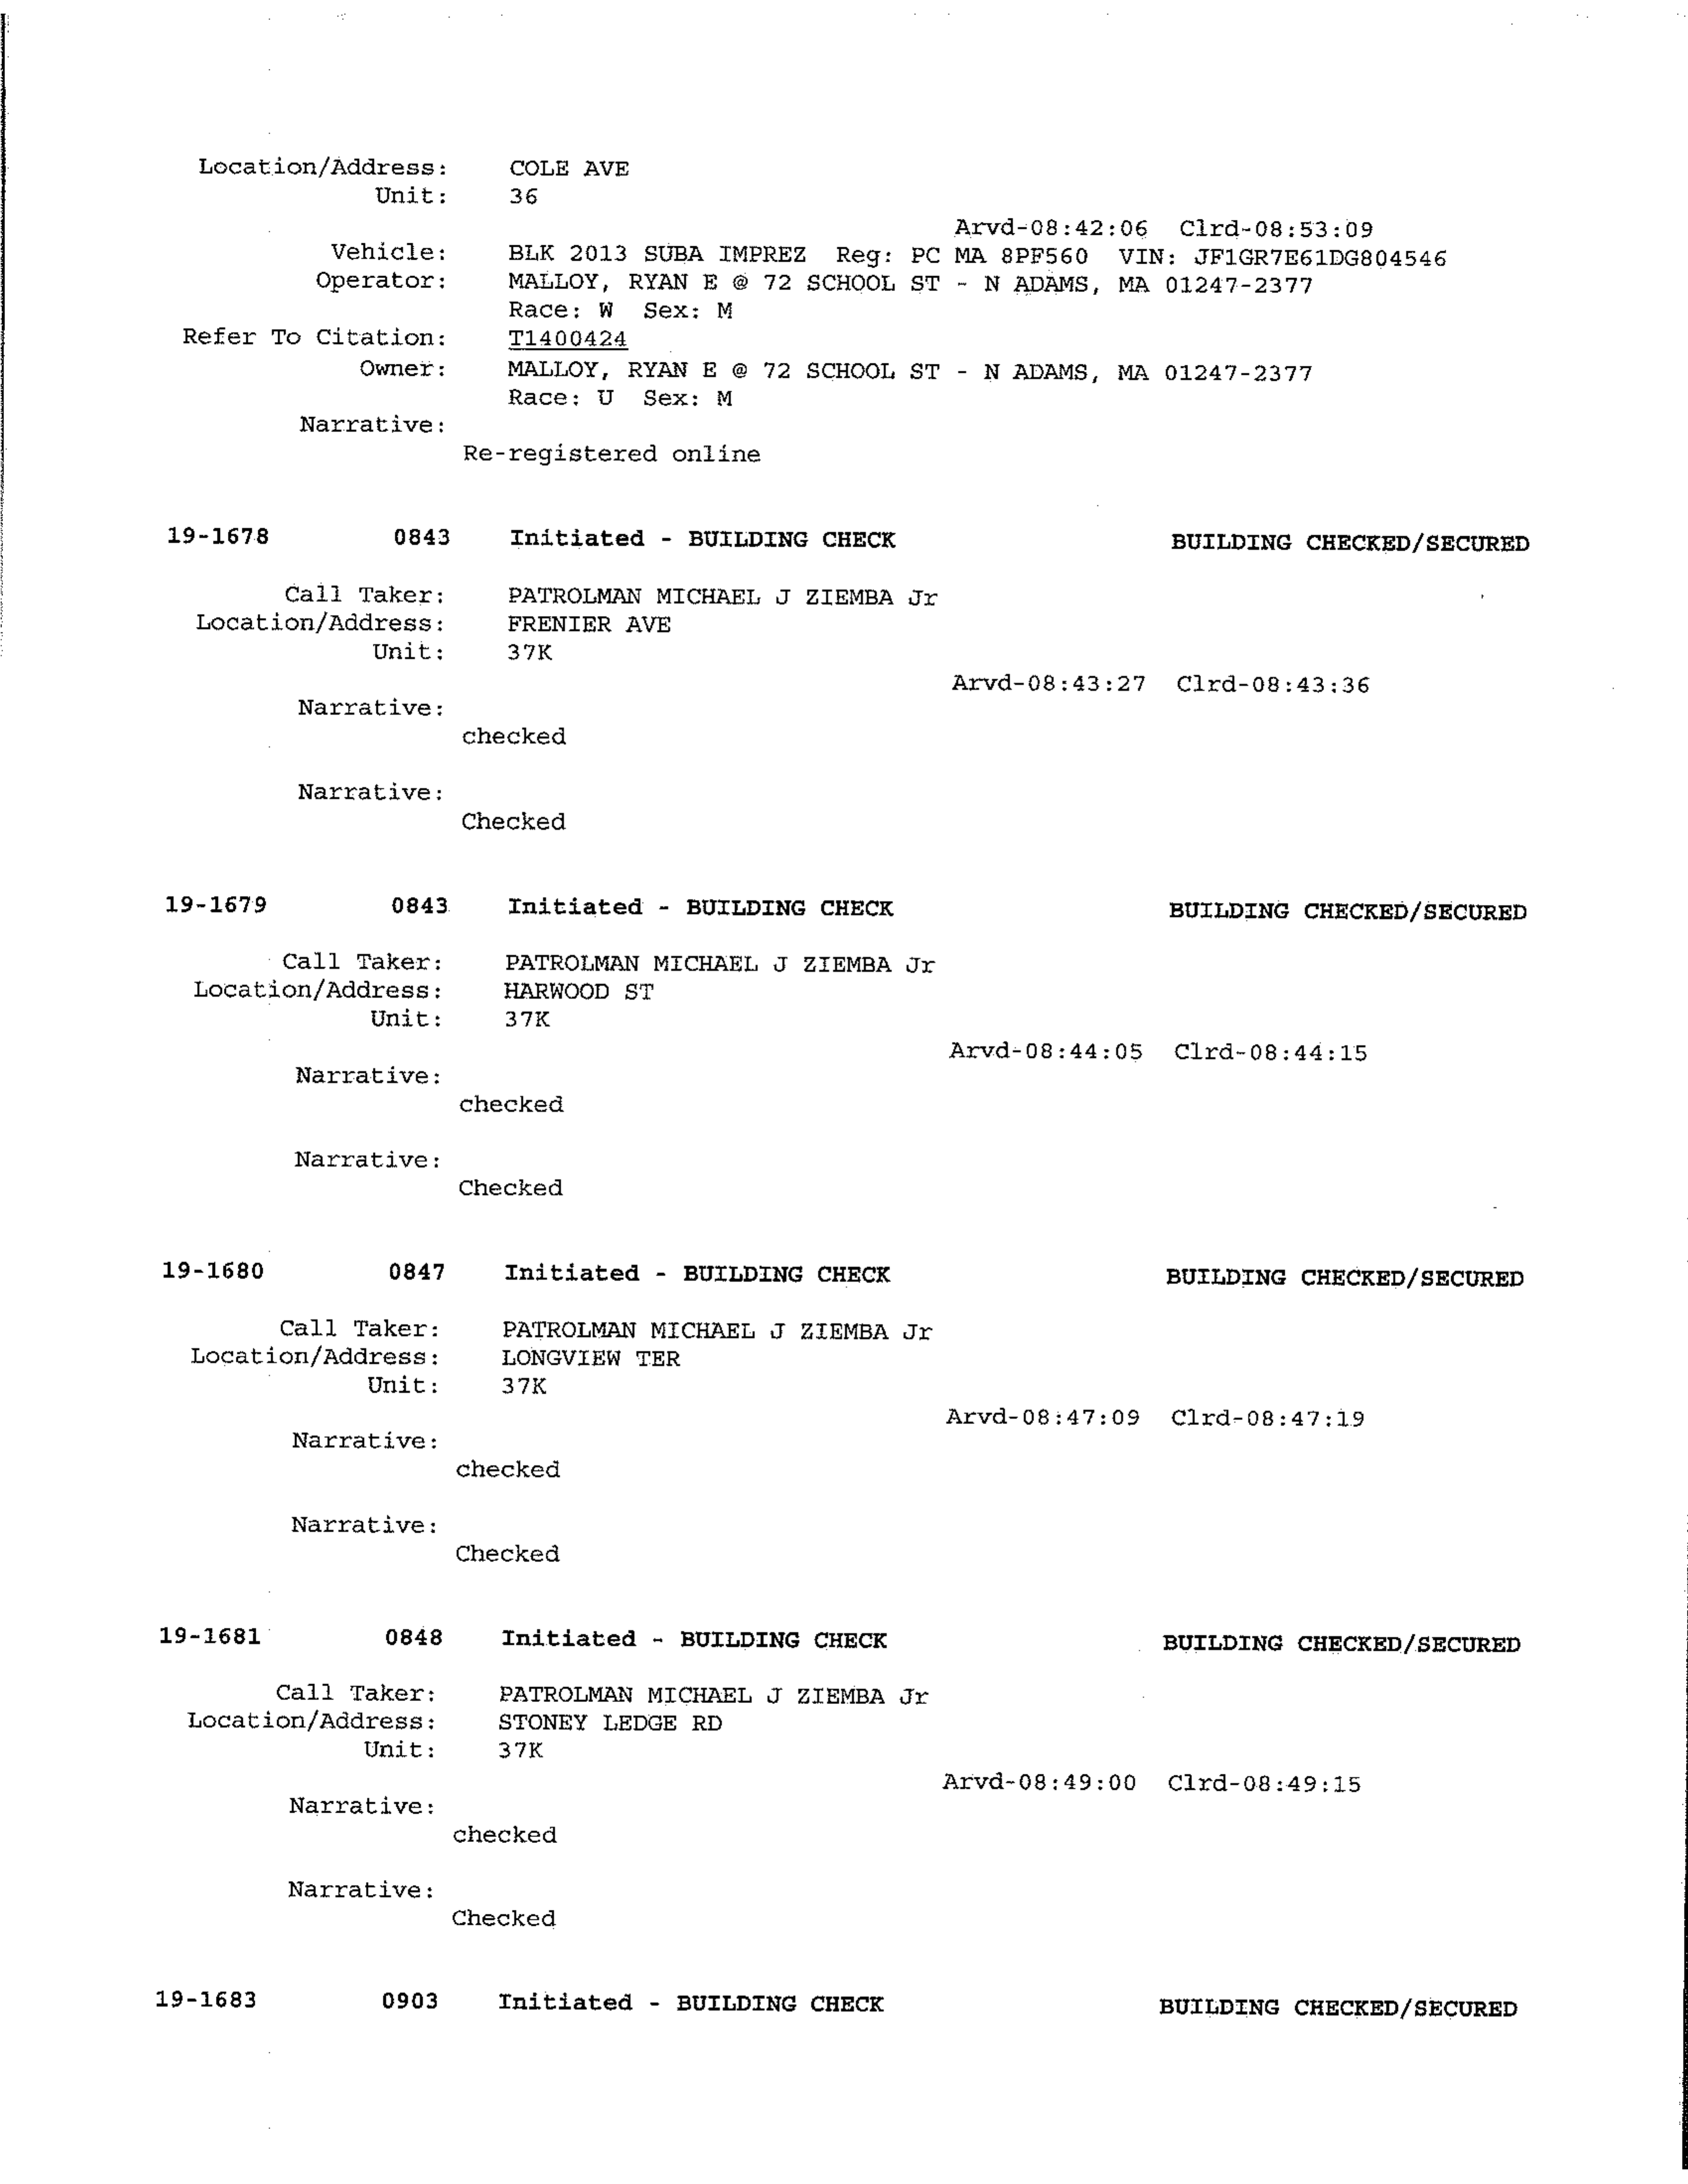 Location/Address: COLE AVE
Unit: 36
Arvd-08:42:06 Clrd-08:53:09
Vehicle: BLK 2013 SUBA IMPREZ Reg: PC MA 8PF560 VIN: JF1GR7E61DG804546
Operator: MALLOY, RYAN E @ 72 SCHOOL ST - N ADAMS, MA 01247-2377
Race: W Sex: M
Refer To Citation: T1400424
Owner: MALLOY, RYAN E @ 72 SCHOOL ST - N ADAMS, MA 01247-2377
Race: U Sex: M
Narrative:
Re-registered online
19-1678 0843 Initiated - BUILDING CHECK BUILDING CHECKED/SECURED
Call Taker: PATROLMAN MICHAEL J ZIEMBA Jr
Location/Address: FRENIER AVE
Unit: 37K
Arvd-08:43:27 Clrd-08:43:36
Narrative:
checked
Narrative:
Checked
19-1679 0843 Initiated - BUILDING CHECK BUILDING CHECKED/SECURED
Call Taker: PATROLMAN MICHAEL J ZIEMBA Jr
Location/Address: HARWOOD ST
Unit: 37K
Arvd-08:44:05 Clrd-08:44:15
Narrative:
checked
Narrative:
Checked
19-1680 0847 Initiated - BUILDING CHECK BUILDING CHECKED/SECURED
Call Taker: PATROLMAN MICHAEL J ZIEMBA Jr
Location/Address: LONGVIEW TER
Unit: 37K
Arvd-08:47:09 Clrd-08:47:19
Narrative:
checked
Narrative:
Checked
19-1681 0848 Initiated - BUILDING CHECK BUILDING CHECKED/SECURED
Call Taker: PATROLMAN MICHAEL J ZIEMBA Jr
Location/Address: STONEY LEDGE RD
Unit: 37K
Arvd-08:49:00 Clrd-08:49:15
Narrative:
checked
Narrative:
Checked
19-1683 0903 Initiated - BUILDING CHECK BUILDING CHECKED/SECURED